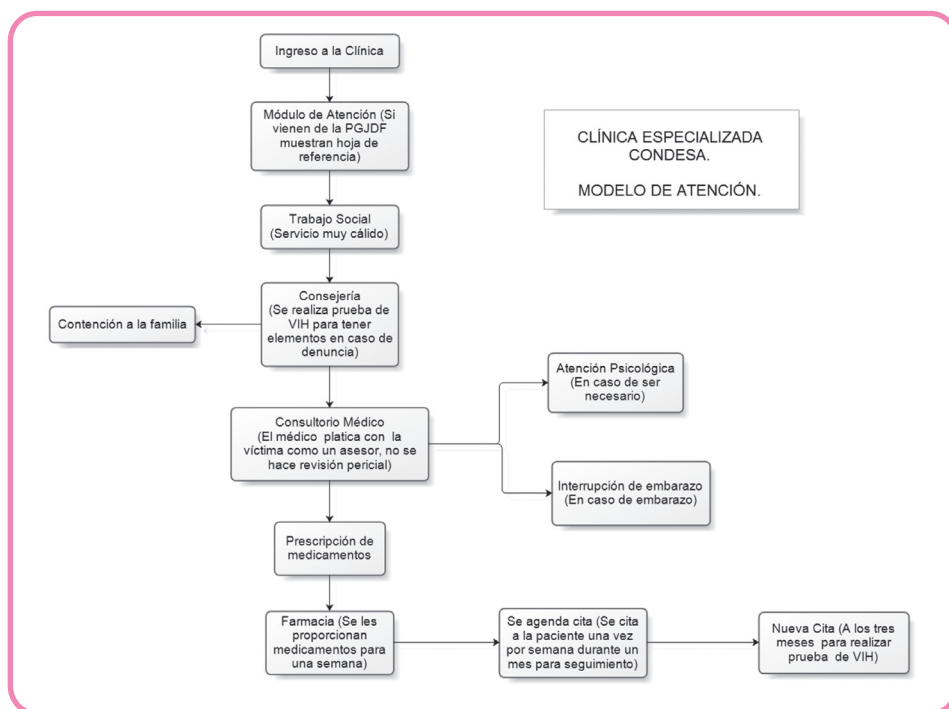 Ingreso a la Clínica
Módulo de Atención (Si
vienen de la PGJDF
muestran hoja de
referencia)
CLÍNICA ESPECIALIZADA
CONDESA.
MODELO DE ATENCIÓN.
Trabajo Social
(Servicio muy cálido)
Consejería
(Se realiza prueba de
VIH para tener
elementos en caso de
denuncia)
Contención a la familia
Consultorio Médico
(El médico platica con la
víctima como un asesor, no se
hace revisión pericial)
Atención Psicológica
(En caso de ser
necesario)
Interrupción de embarazo
(En caso de embarazo)
Prescripción de
medicamentos
Farmacia (Se les
proporcionan
medicamentos para
una semana)
Se agenda cita (Se cita
a la paciente una vez
por semana durante un
mes para seguimiento)
Nueva Cita (A los tres
meses para realizar
prueba de VIH)